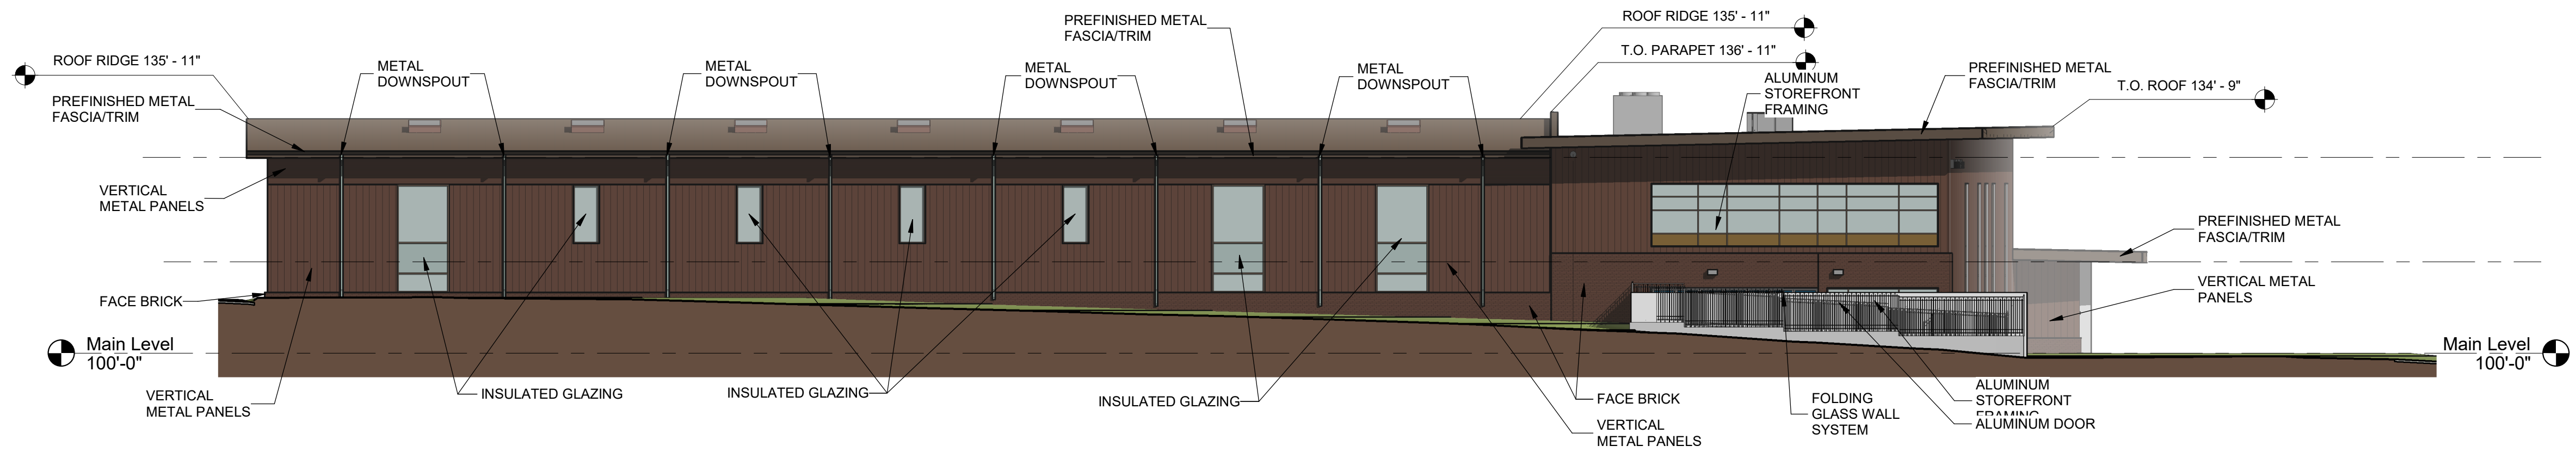 ROOF RIDGE 135' - 11"
PREFINISHED METAL
FASCIA/TRIM
VERTICAL
METAL PANELS
FACE BRICK
Main Level
100'-0"
VERTICAL
METAL PANELS
METAL
DOWNSPOUT
METAL
DOWNSPOUT
METAL
DOWNSPOUT
PREFINISHED METAL
FASCIA/TRIM
METAL
DOWNSPOUT
INSULATED GLAZING
INSULATED GLAZING
INSULATED GLAZING
ROOF RIDGE 135' - 11"
T.O. PARAPET 136' - 11"
ALUMINUM
STOREFRONT
FRAMING
PREFINISHED METAL
FASCIA/TRIM
T.O. ROOF 134' - 9"
PREFINISHED METAL
FASCIA/TRIM
VERTICAL METAL
PANELS
Main Level
100'-0"
FACE BRICK
VERTICAL
METAL PANELS
FOLDING
GLASS WALL
SYSTEM
ALUMINUM
STOREFRONT
FRAMING
ALUMINUM DOOR